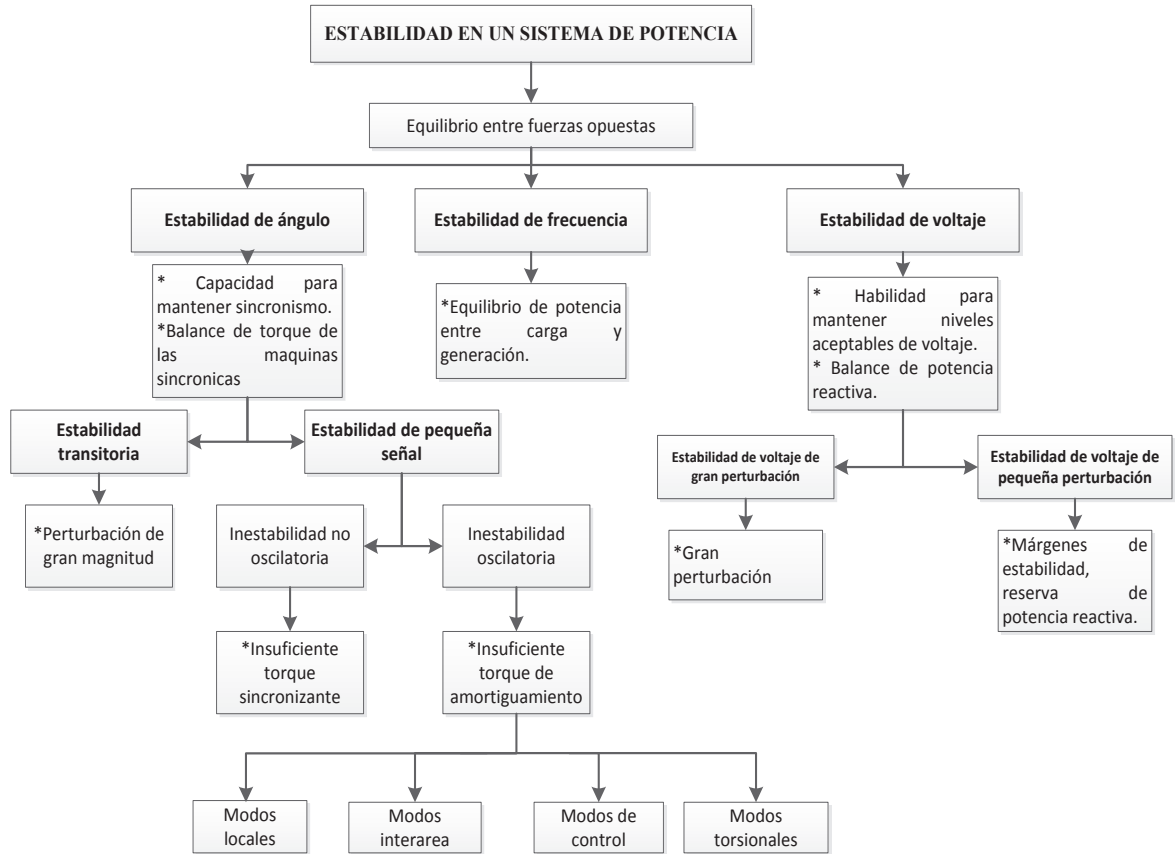 ESTABILIDAD EN UN SISTEMA DE POTENCIA
Equilibrio entre fuerzas opuestas
Estabilidad de ángulo
Estabilidad de frecuencia
Estabilidad de voltaje
* Capacidad para
mantener sincronismo.
*Balance de torque de
las maquinas
sincronicas
*Equilibrio de potencia
entre carga y
generación.
* Habilidad para
mantener niveles
aceptables de voltaje.
* Balance de potencia
reactiva.
Estabilidad
transitoria
Estabilidad de pequeña
señal
Estabilidad de voltaje de
gran perturbación
Estabilidad de voltaje de
pequeña perturbación
*Perturbación de
gran magnitud
Inestabilidad no
oscilatoria
Inestabilidad
oscilatoria
*Gran
perturbación
*Márgenes de
estabilidad,
reserva de
potencia reactiva.
*Insuficiente
torque
sincronizante
*Insuficiente
torque de
amortiguamiento
Modos
locales
Modos
interarea
Modos de
control
Modos
torsionales